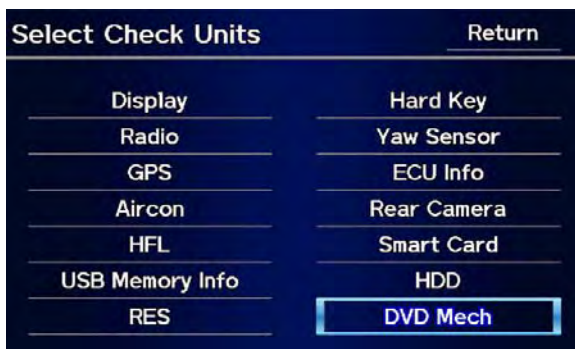 Select Check Units
Return
Display
Hard Key
Radio
Yaw Sensor
GPS
ECU Info
Aircon
Rear Camera
HFL
Smart Card
USB Memory Info
HDD
RES
DVD Mech